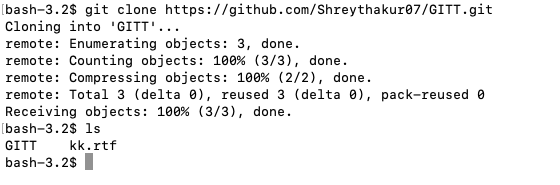 [bash-3.2$ git clone https://github.com/Shreythakur07/GITT.git
Cloning into 'GITT'...
remote: Enumerating objects: 3, done.
remote: Counting objects: 100% (3/3), done.
remote: Compressing objects: 100% (2/2), done.
remote: Total 3 (delta 0), reused 3 (delta 0), pack-reused 0
Receiving objects: 100% (3/3), done.
[bash-3.2$ ls
GITT    kk.rtf
bash-3.2$